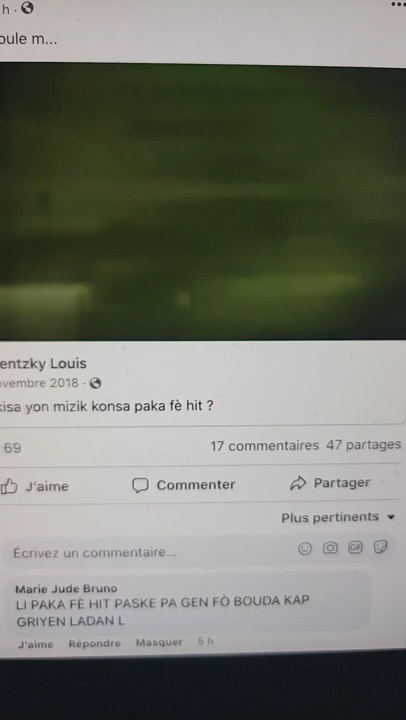 h ·
oule m...
entzky Louis
ovembre 2018 ·
kisa yon mizik konsa paka fè hit ?
69
17 commentaires 47 partages
J'aime Commenter Partager
Plus pertinents
Écrivez un commentaire...
GIF
Marie Jude Bruno
LI PAKA FÈ HIT PASKE PA GEN FÒ BOUDA KAP
GRIYEN LADAN L
J'aime Répondre Masquer 5 h